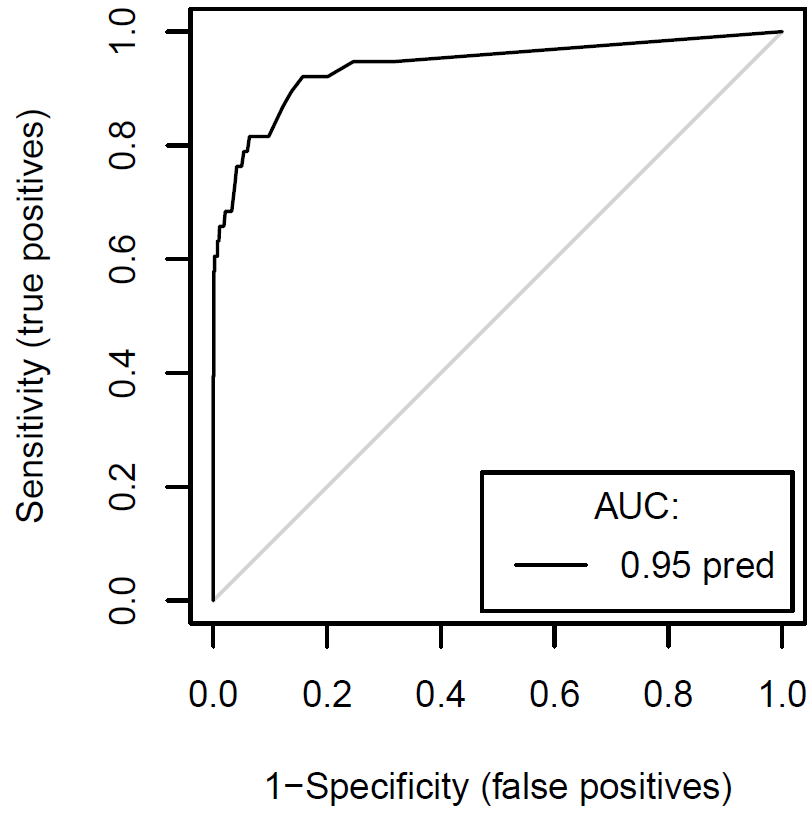 Sensitivity (true positives)
1.0
0.8
0.6
0.4
0.2
0.0
AUC:
0.95 pred
0.0 0.2 0.4 0.6 0.8 1.0
1−Specificity (false positives)